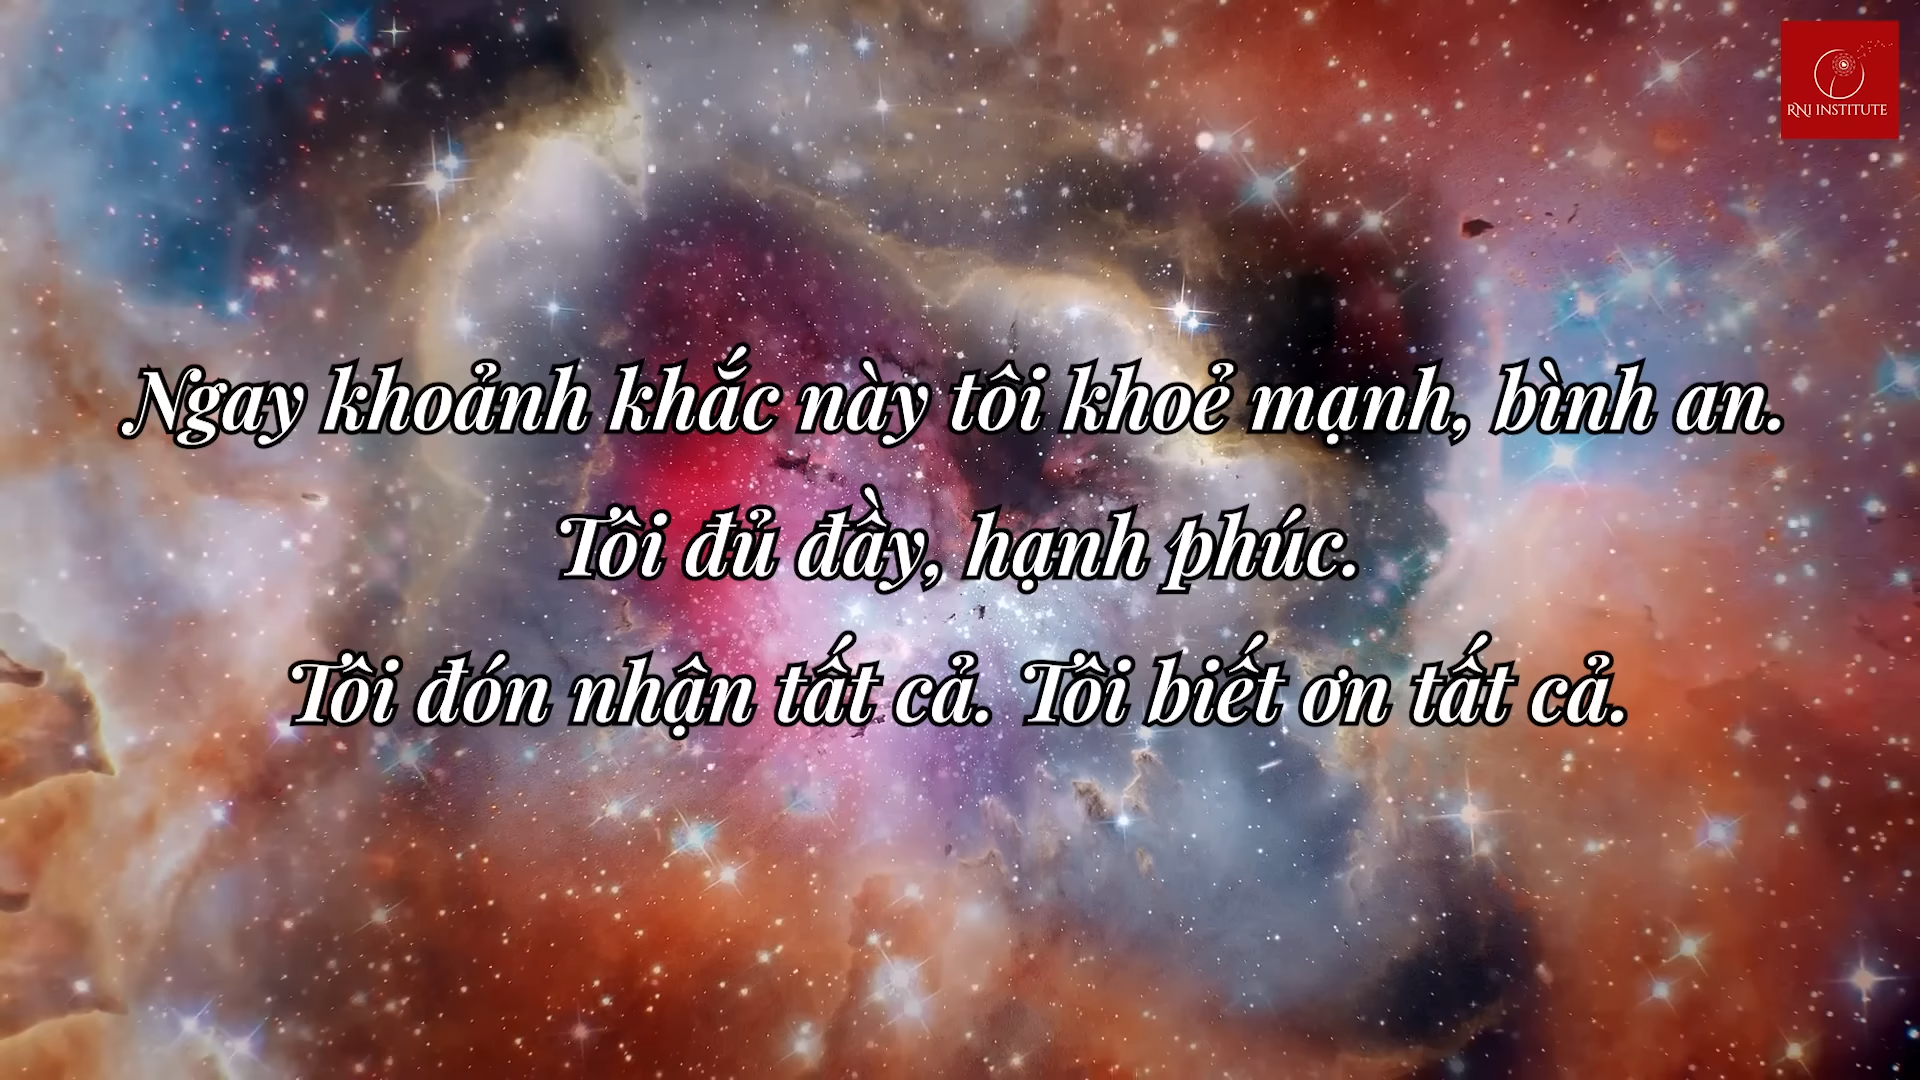 RNI INSTITUTE
Ngay khoảnh khắc này tôi khoẻ mạnh, bình an.
Tôi đủ đầy, hạnh phúc.
Tôi đón nhận tất cả. Tôi biết ơn tất cả.